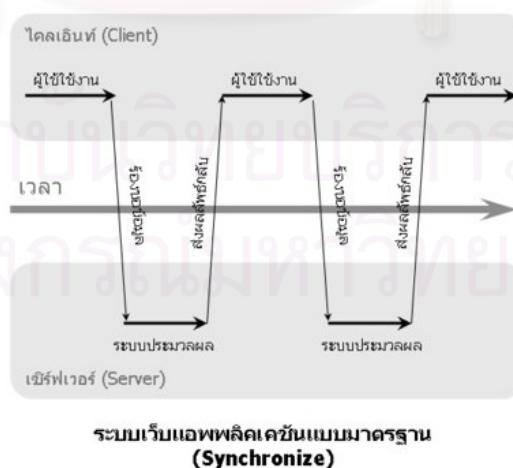 ไคลเอินท์ (Client)
ผู้ใช้ใช้งาน
ผู้ใช้ใช้งาน
ผู้ใช้ใช้งาน
ร้องขอข้อมูล
ส่งผลลัพธ์กลับ
ร้องขอข้อมูล
ส่งผลลัพธ์กลับ
เวลา
ระบบประมวลผล
ระบบประมวลผล
เซิร์ฟเวอร์ (Server)
ระบบเว็บแอพพลิคเคชันแบบมาตรฐาน
(Synchronize)